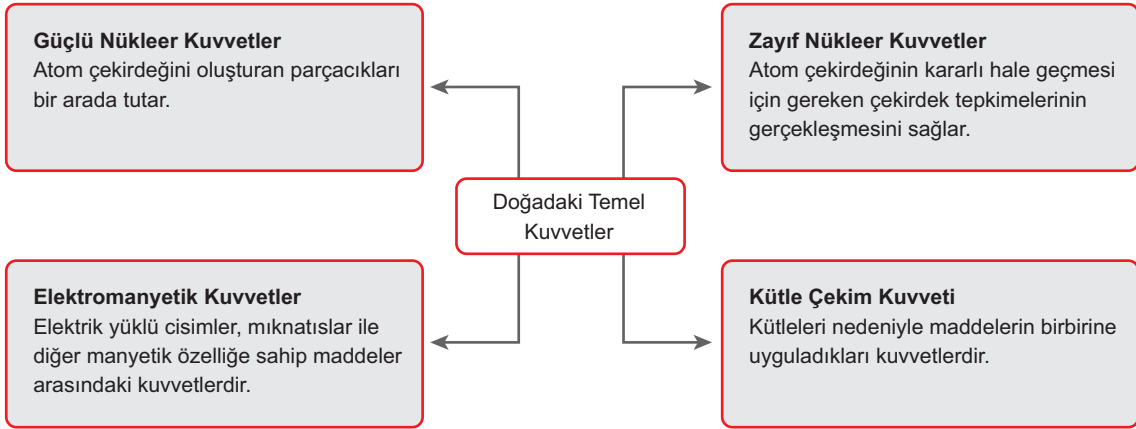 Güçlü Nükleer Kuvvetler
Atom çekirdeğini oluşturan parçacıkları
bir arada tutar.
Zayıf Nükleer Kuvvetler
Atom çekirdeğinin kararlı hale geçmesi
için gereken çekirdek tepkimelerinin
gerçekleşmesini sağlar.
Doğadaki Temel
Kuvvetler
Elektromanyetik Kuvvetler
Elektrik yüklü cisimler, mıknatıslar ile
diğer manyetik özelliğe sahip maddeler
arasındaki kuvvetlerdir.
Kütle Çekim Kuvveti
Kütleleri nedeniyle maddelerin birbirine
uyguladıkları kuvvetlerdir.